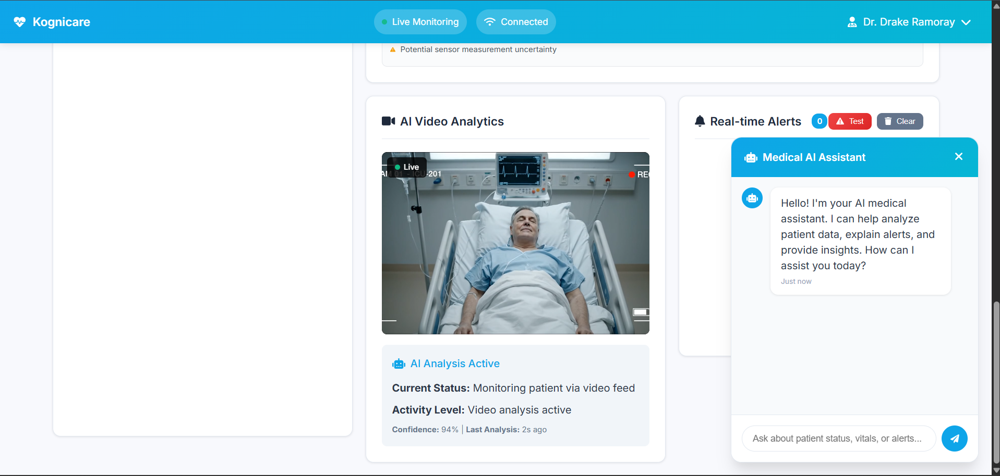 Kognicare
Live Monitoring
Connected
Dr. Drake Ramoray
Potential sensor measurement uncertainty
AI Video Analytics
Live
AM 01 - ICU-201
REC
AI Analysis Active
Current Status: Monitoring patient via video feed
Activity Level: Video analysis active
Confidence: 94% | Last Analysis: 2s ago
Real-time Alerts
0
Test
Clear
Medical AI Assistant
Hello! I'm your AI medical
assistant. I can help analyze
patient data, explain alerts, and
provide insights. How can I
assist you today?
Just now
Ask about patient status, vitals, or alerts...